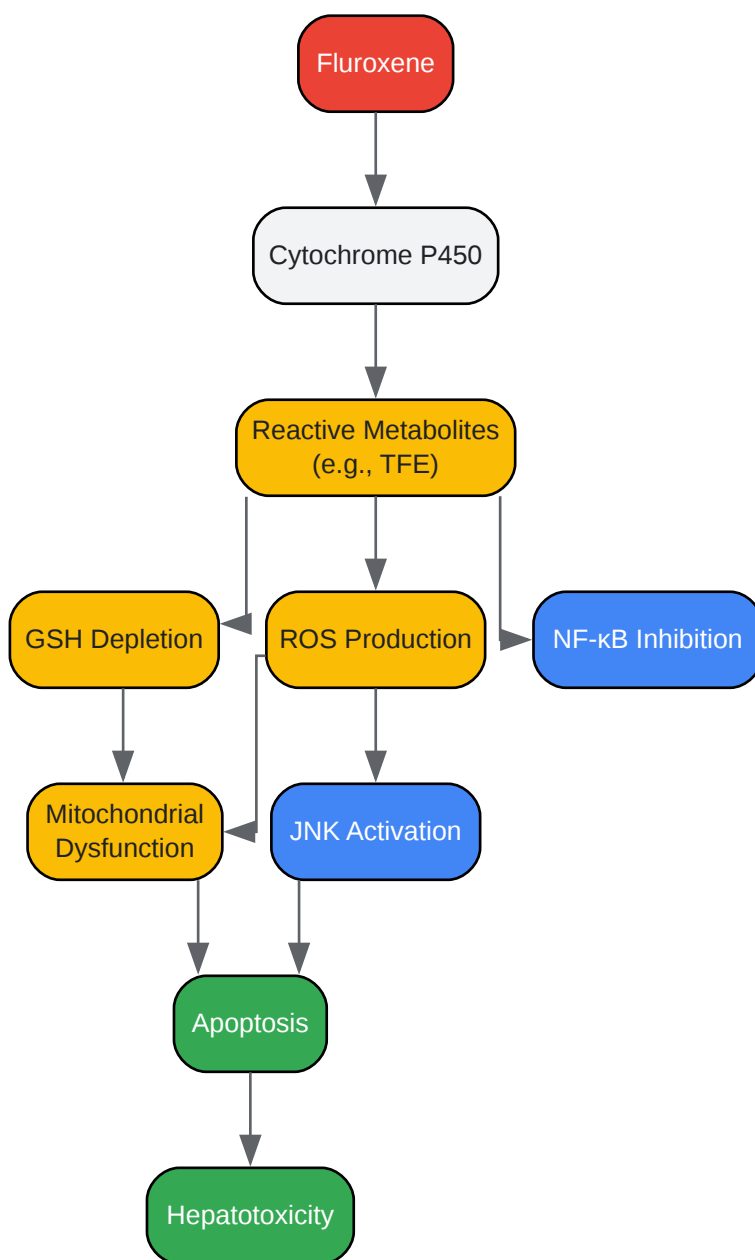 Fluroxene
Cytochrome P450
Reactive Metabolites
(e.g., TFE)
GSH Depletion
ROS Production
NF-κB Inhibition
Mitochondrial
Dysfunction
JNK Activation
Apoptosis
Hepatotoxicity